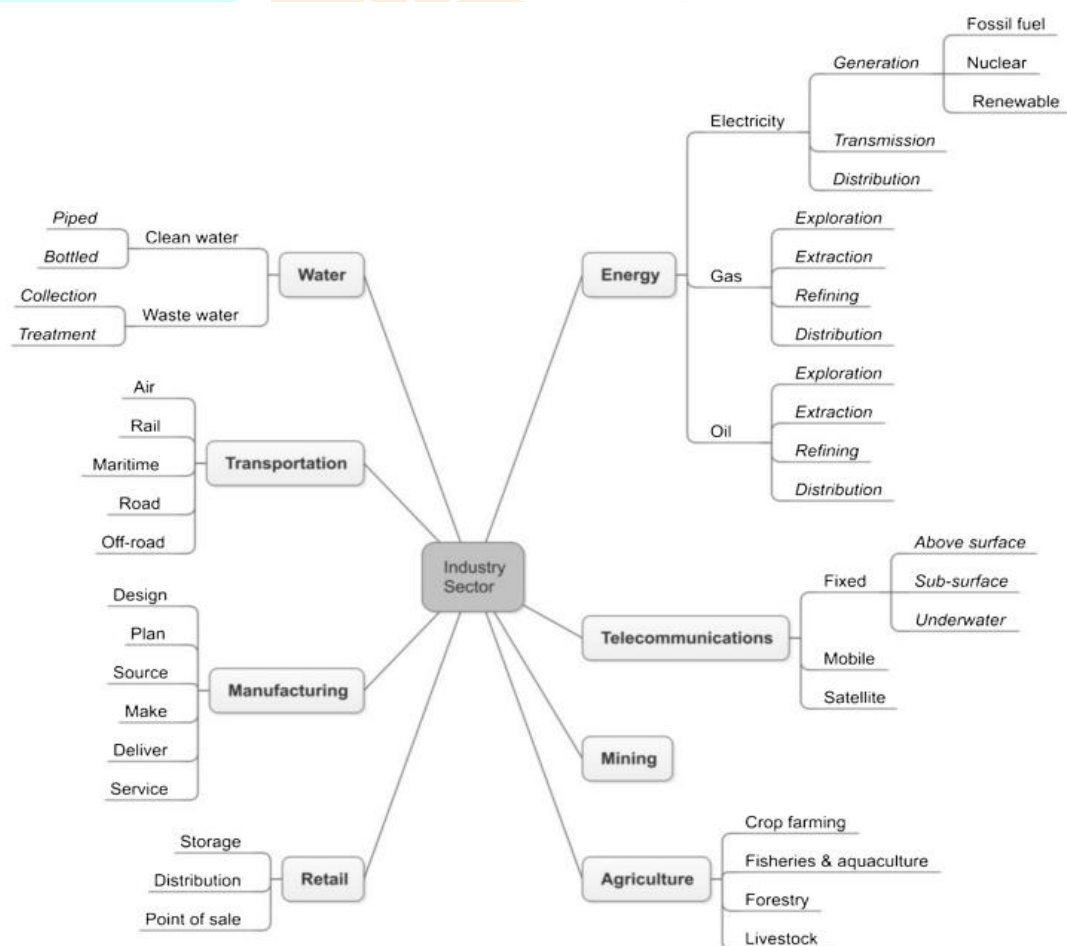 Industry
Sector
Water
Clean water
Piped
Bottled
Waste water
Collection
Treatment
Transportation
Air
Rail
Maritime
Road
Off-road
Manufacturing
Design
Plan
Source
Make
Deliver
Service
Retail
Storage
Distribution
Point of sale
Energy
Electricity
Generation
Fossil fuel
Nuclear
Renewable
Transmission
Distribution
Gas
Exploration
Extraction
Refining
Distribution
Oil
Exploration
Extraction
Refining
Distribution
Telecommunications
Fixed
Above surface
Sub-surface
Underwater
Mobile
Satellite
Mining
Agriculture
Crop farming
Fisheries & aquaculture
Forestry
Livestock